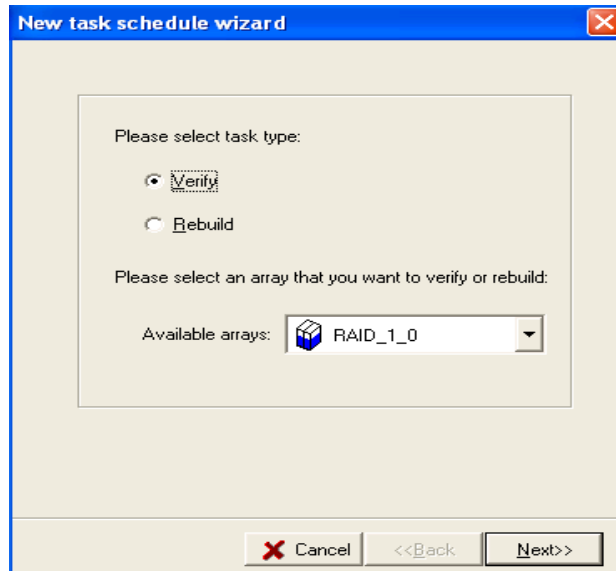 New task schedule wizard
Please select task type:
Verify
Rebuild
Please select an array that you want to verify or rebuild:
Available arrays: RAID_1_0
Cancel <<Back Next>>